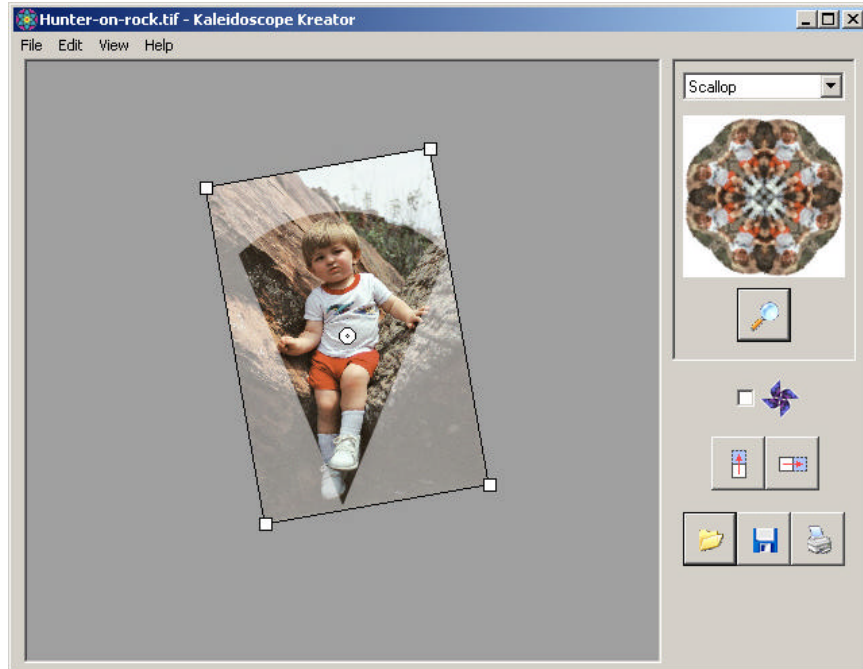 Hunter-on-rock.tif - Kaleidoscope Kreator
File Edit View Help
Scallop